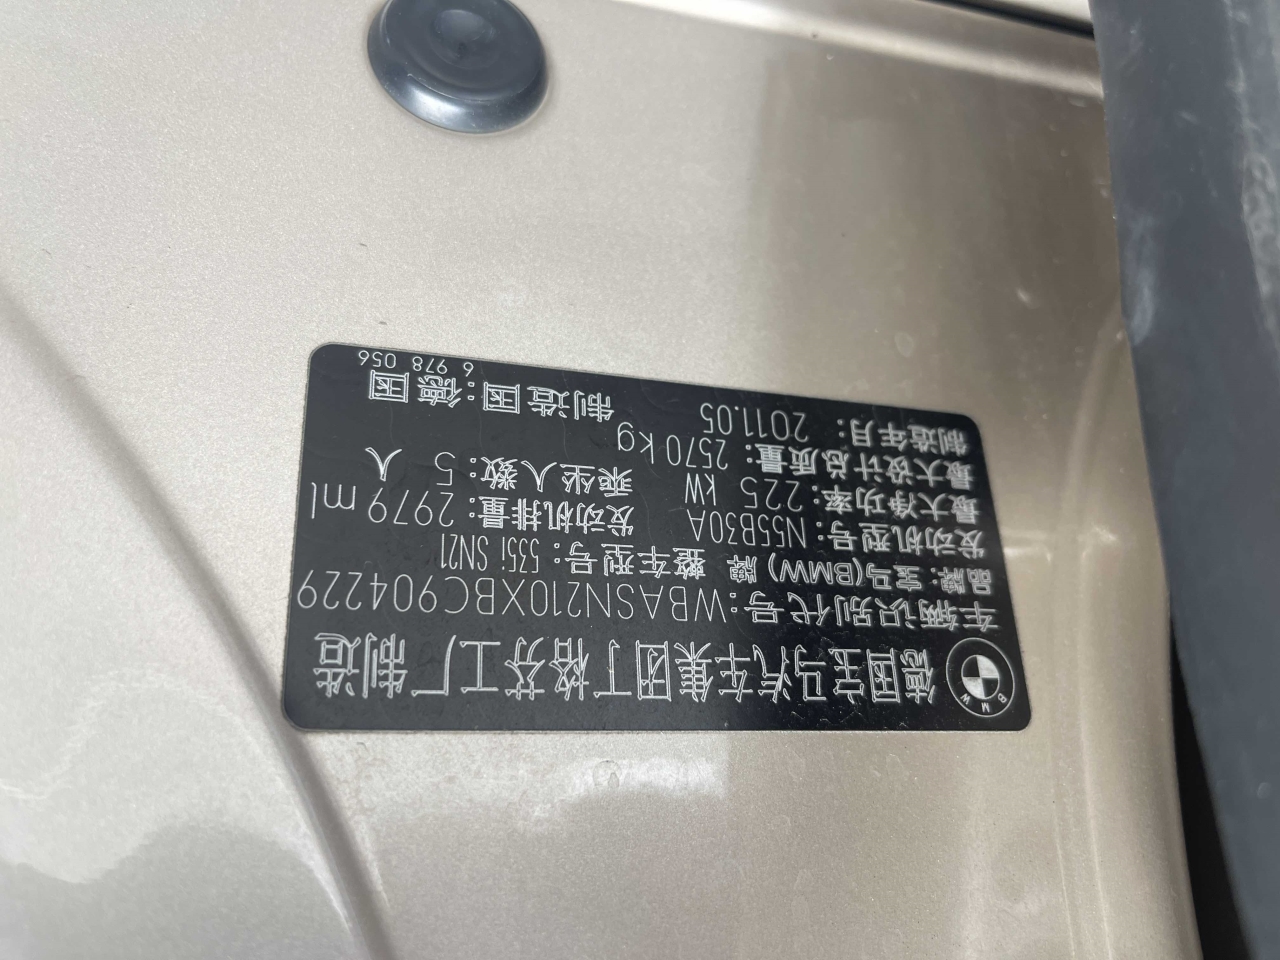 BMW
德国宝马汽车集团丁格芬工厂 制造
车辆识别代号:WBASN210XBC904229
品牌:宝马(BMW)牌 整车型号:535i SN21
发动机型号:N55B30A 发动机排量:2979ml
最大净功率:225 kW 乘坐人数:5 人
最大设计总质量:2570kg
制造年月:2011.05 制造国:德国
6 978 056